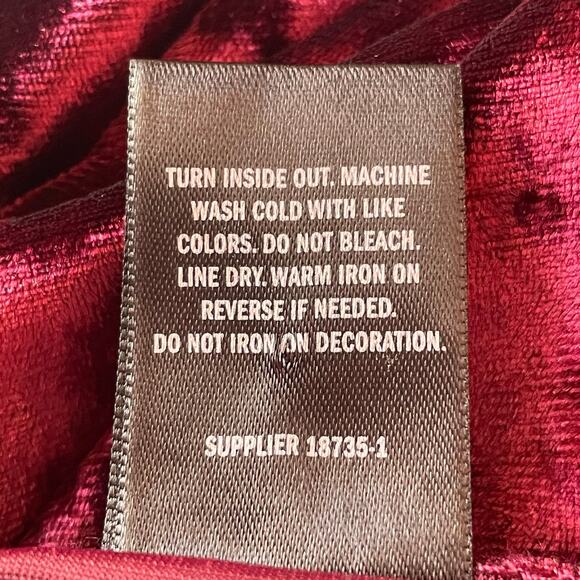 TURN INSIDE OUT. MACHINE
WASH COLD WITH LIKE
COLORS. DO NOT BLEACH.
LINE DRY. WARM IRON ON
REVERSE IF NEEDED.
DO NOT IRON ON DECORATION.
SUPPLIER 18735-1